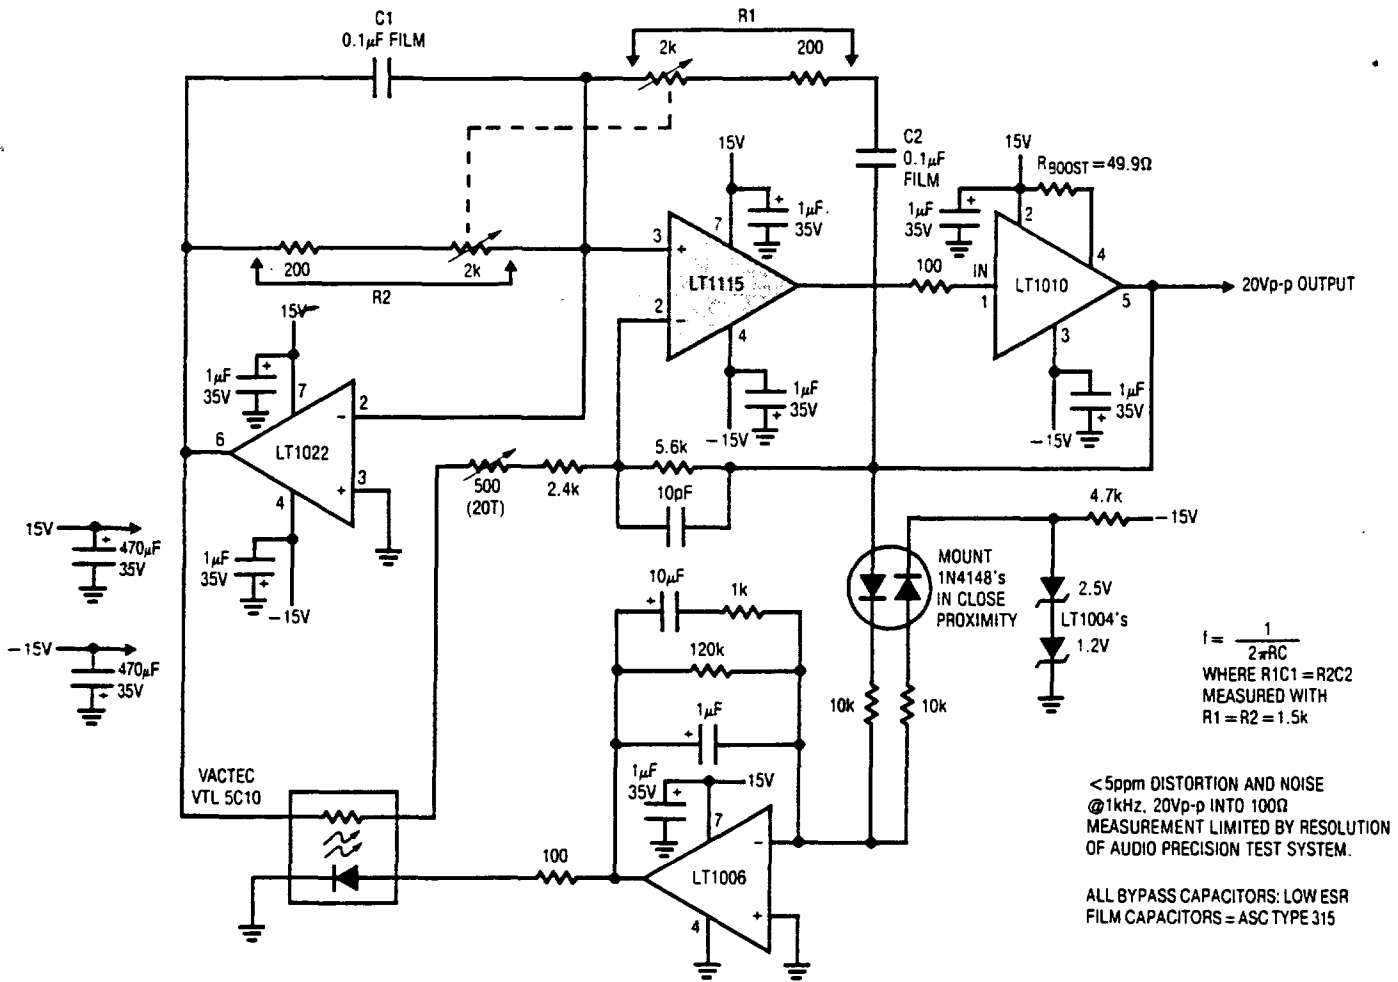 C1
0.1µF FILM
R1
2k
200
15V
C2
0.1µF
FILM
15V
R_BOOST = 49.9Ω
1µF
35V
1µF
35V
2
4
200
2k
R2
3
+
7
LT1115
2
−
4
100
IN
1
LT1010
5
3
20Vp-p OUTPUT
15V
1µF
35V
7
2
−
6
LT1022
3
+
4
1µF
35V
−15V
1µF
35V
−15V
1µF
35V
−15V
5.6k
500
(20T)
2.4k
10pF
4.7k
−15V
15V
470µF
35V
−15V
470µF
35V
MOUNT
1N4148's
IN CLOSE
PROXIMITY
2.5V
LT1004's
1.2V
10µF
1k
120k
1µF
10k
10k
f = 1/2πRC
WHERE R1C1 = R2C2
MEASURED WITH
R1 = R2 = 1.5k
VACTEC
VTL 5C10
1µF
35V
15V
7
−
LT1006
+
4
100
<5ppm DISTORTION AND NOISE
@1kHz, 20Vp-p INTO 100Ω
MEASUREMENT LIMITED BY RESOLUTION
OF AUDIO PRECISION TEST SYSTEM.
ALL BYPASS CAPACITORS: LOW ESR
FILM CAPACITORS = ASC TYPE 315